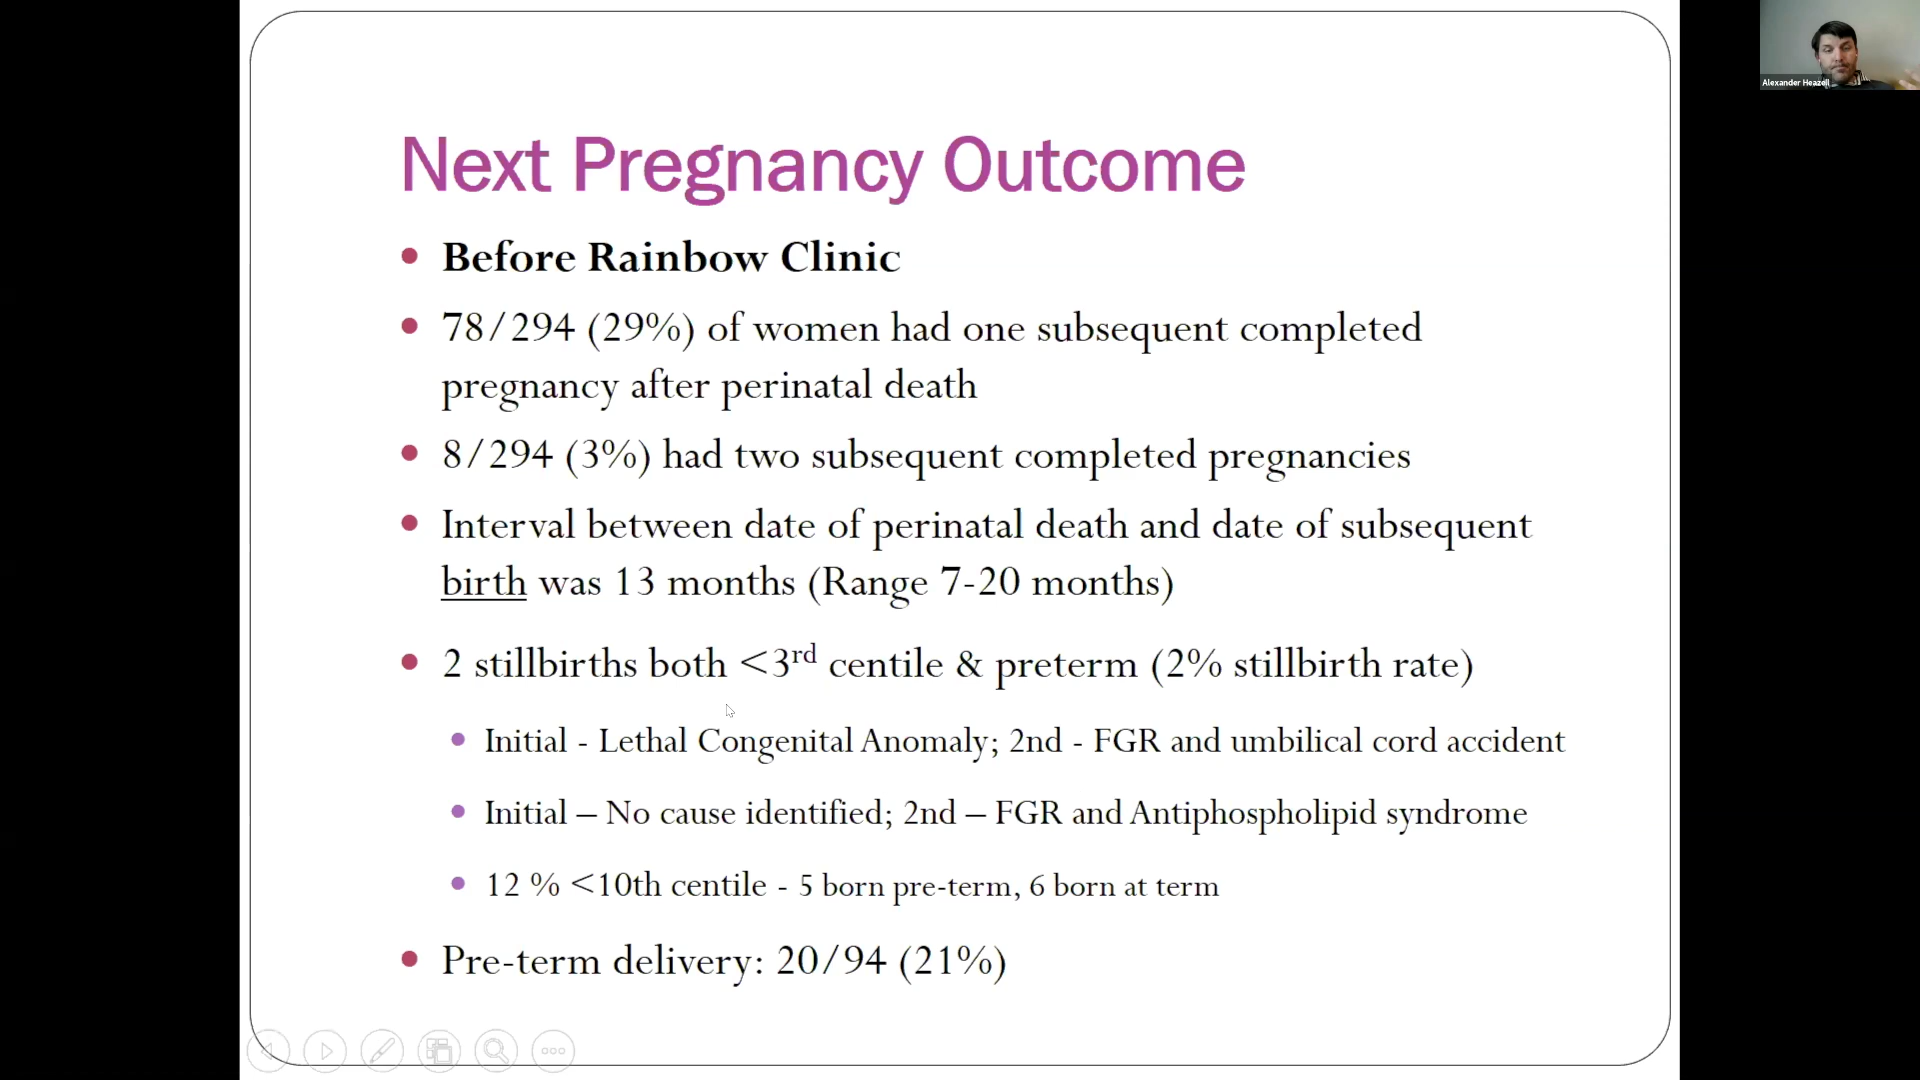 Alexander Heazell
Next Pregnancy Outcome
Before Rainbow Clinic
78/294 (29%) of women had one subsequent completed
pregnancy after perinatal death
8/294 (3%) had two subsequent completed pregnancies
Interval between date of perinatal death and date of subsequent
birth was 13 months (Range 7-20 months)
2 stillbirths both <3rd centile & preterm (2% stillbirth rate)
Initial - Lethal Congenital Anomaly; 2nd - FGR and umbilical cord accident
Initial – No cause identified; 2nd – FGR and Antiphospholipid syndrome
12 % <10th centile - 5 born pre-term, 6 born at term
Pre-term delivery: 20/94 (21%)